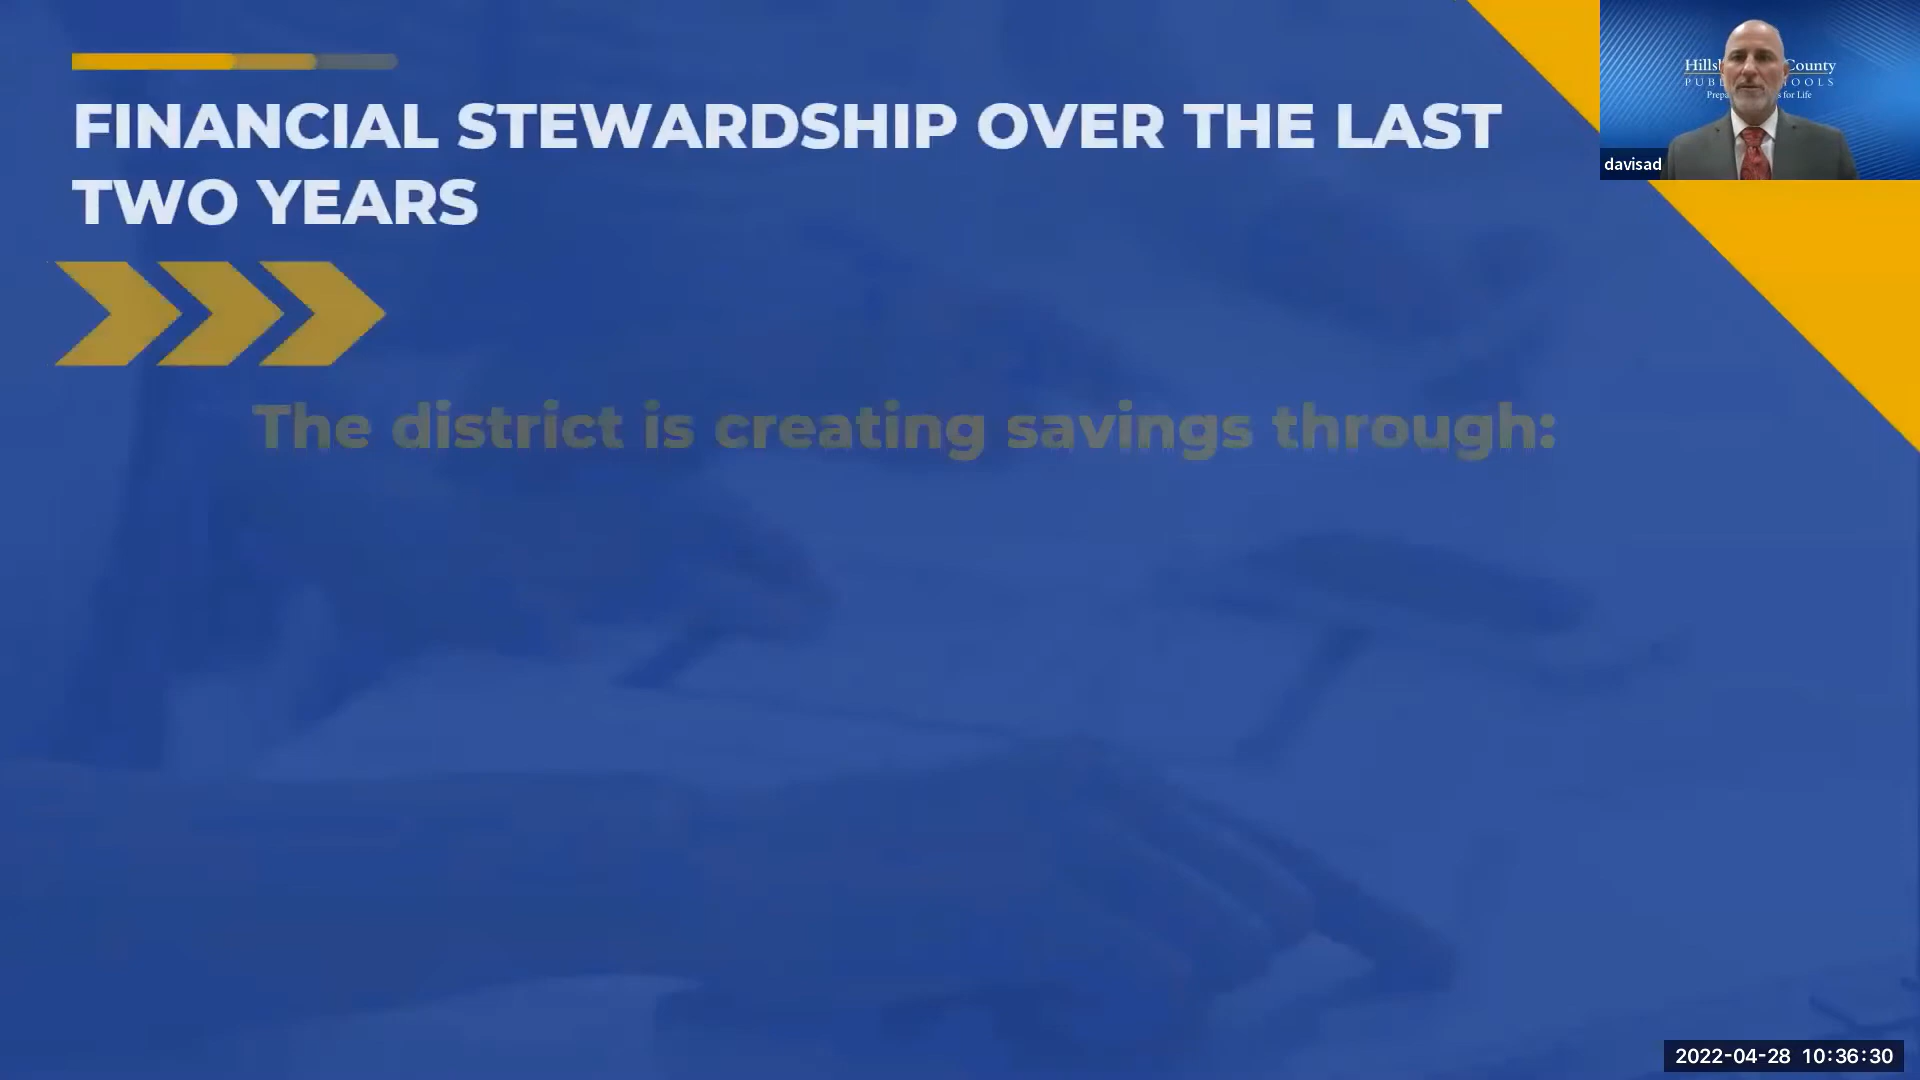 FINANCIAL STEWARDSHIP OVER THE LAST
TWO YEARS
The district is creating savings through:
County
davisad
2022-04-28 10:36:30